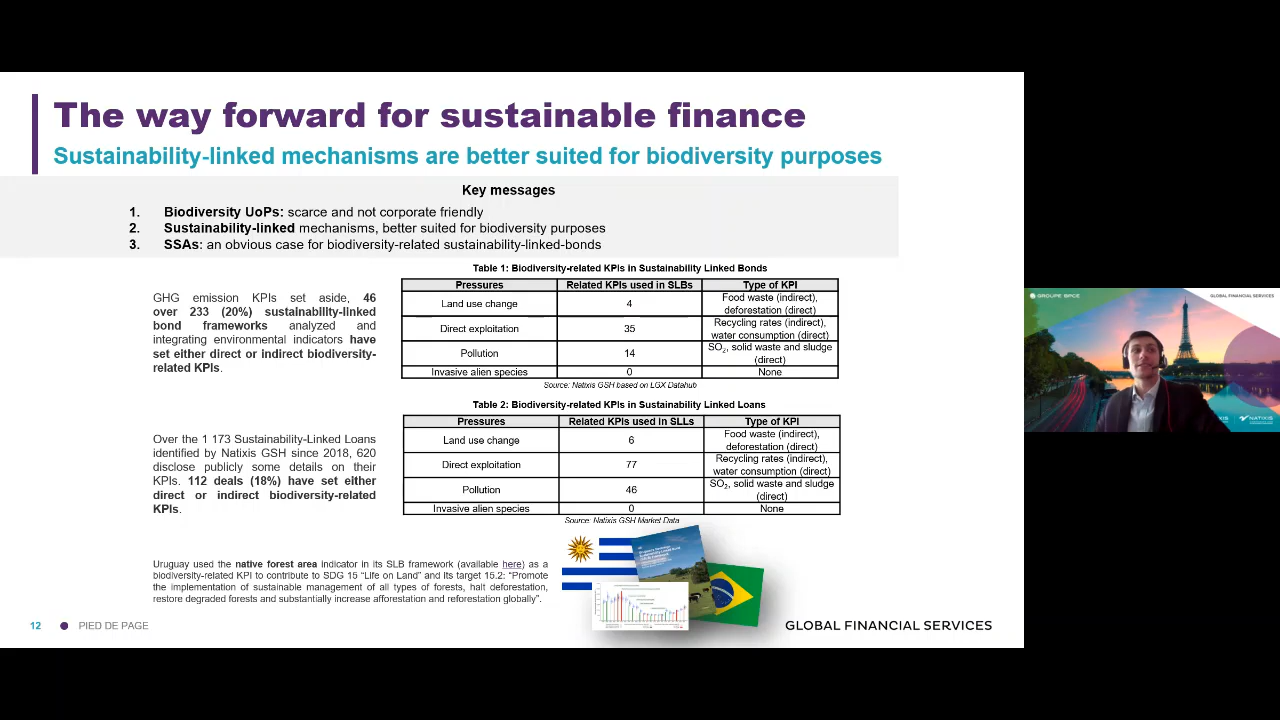 The way forward for sustainable finance
Sustainability-linked mechanisms are better suited for biodiversity purposes
Key messages
1. Biodiversity UoPs: scarce and not corporate friendly
2. Sustainability-linked mechanisms, better suited for biodiversity purposes
3. SSAs: an obvious case for biodiversity-related sustainability-linked-bonds
GHG emission KPIs set aside, 46
over 233 (20%) sustainability-linked
bond frameworks analyzed and
integrating environmental indicators have
set either direct or indirect biodiversity-
related KPIs.
Table 1: Biodiversity-related KPIs in Sustainability Linked Bonds
Pressures Related KPIs used in SLBs Type of KPI
Land use change 4 Food waste (indirect),
deforestation (direct)
Direct exploitation 35 Recycling rates (indirect),
water consumption (direct)
Pollution 14 SO2, solid waste and sludge
(direct)
Invasive alien species 0 None
Source: Natixis GSH based on LGX Datahub
Over the 1 173 Sustainability-Linked Loans
identified by Natixis GSH since 2018, 620
disclose publicly some details on their
KPIs. 112 deals (18%) have set either
direct or indirect biodiversity-related
KPIs.
Table 2: Biodiversity-related KPIs in Sustainability Linked Loans
Pressures Related KPIs used in SLLs Type of KPI
Land use change 6 Food waste (indirect),
deforestation (direct)
Direct exploitation 77 Recycling rates (indirect),
water consumption (direct)
Pollution 46 SO2, solid waste and sludge
(direct)
Invasive alien species 0 None
Source: Natixis GSH Market Data
Uruguay used the native forest area indicator in its SLB framework (available here) as a
biodiversity-related KPI to contribute to SDG 15 “Life on Land” and its target 15.2: “Promote
the implementation of sustainable management of all types of forests, halt deforestation,
restore degraded forests and substantially increase afforestation and reforestation globally”.
12 PIED DE PAGE
GLOBAL FINANCIAL SERVICES
GROUPE BPCE
GLOBAL FINANCIAL SERVICES
NATIXIS